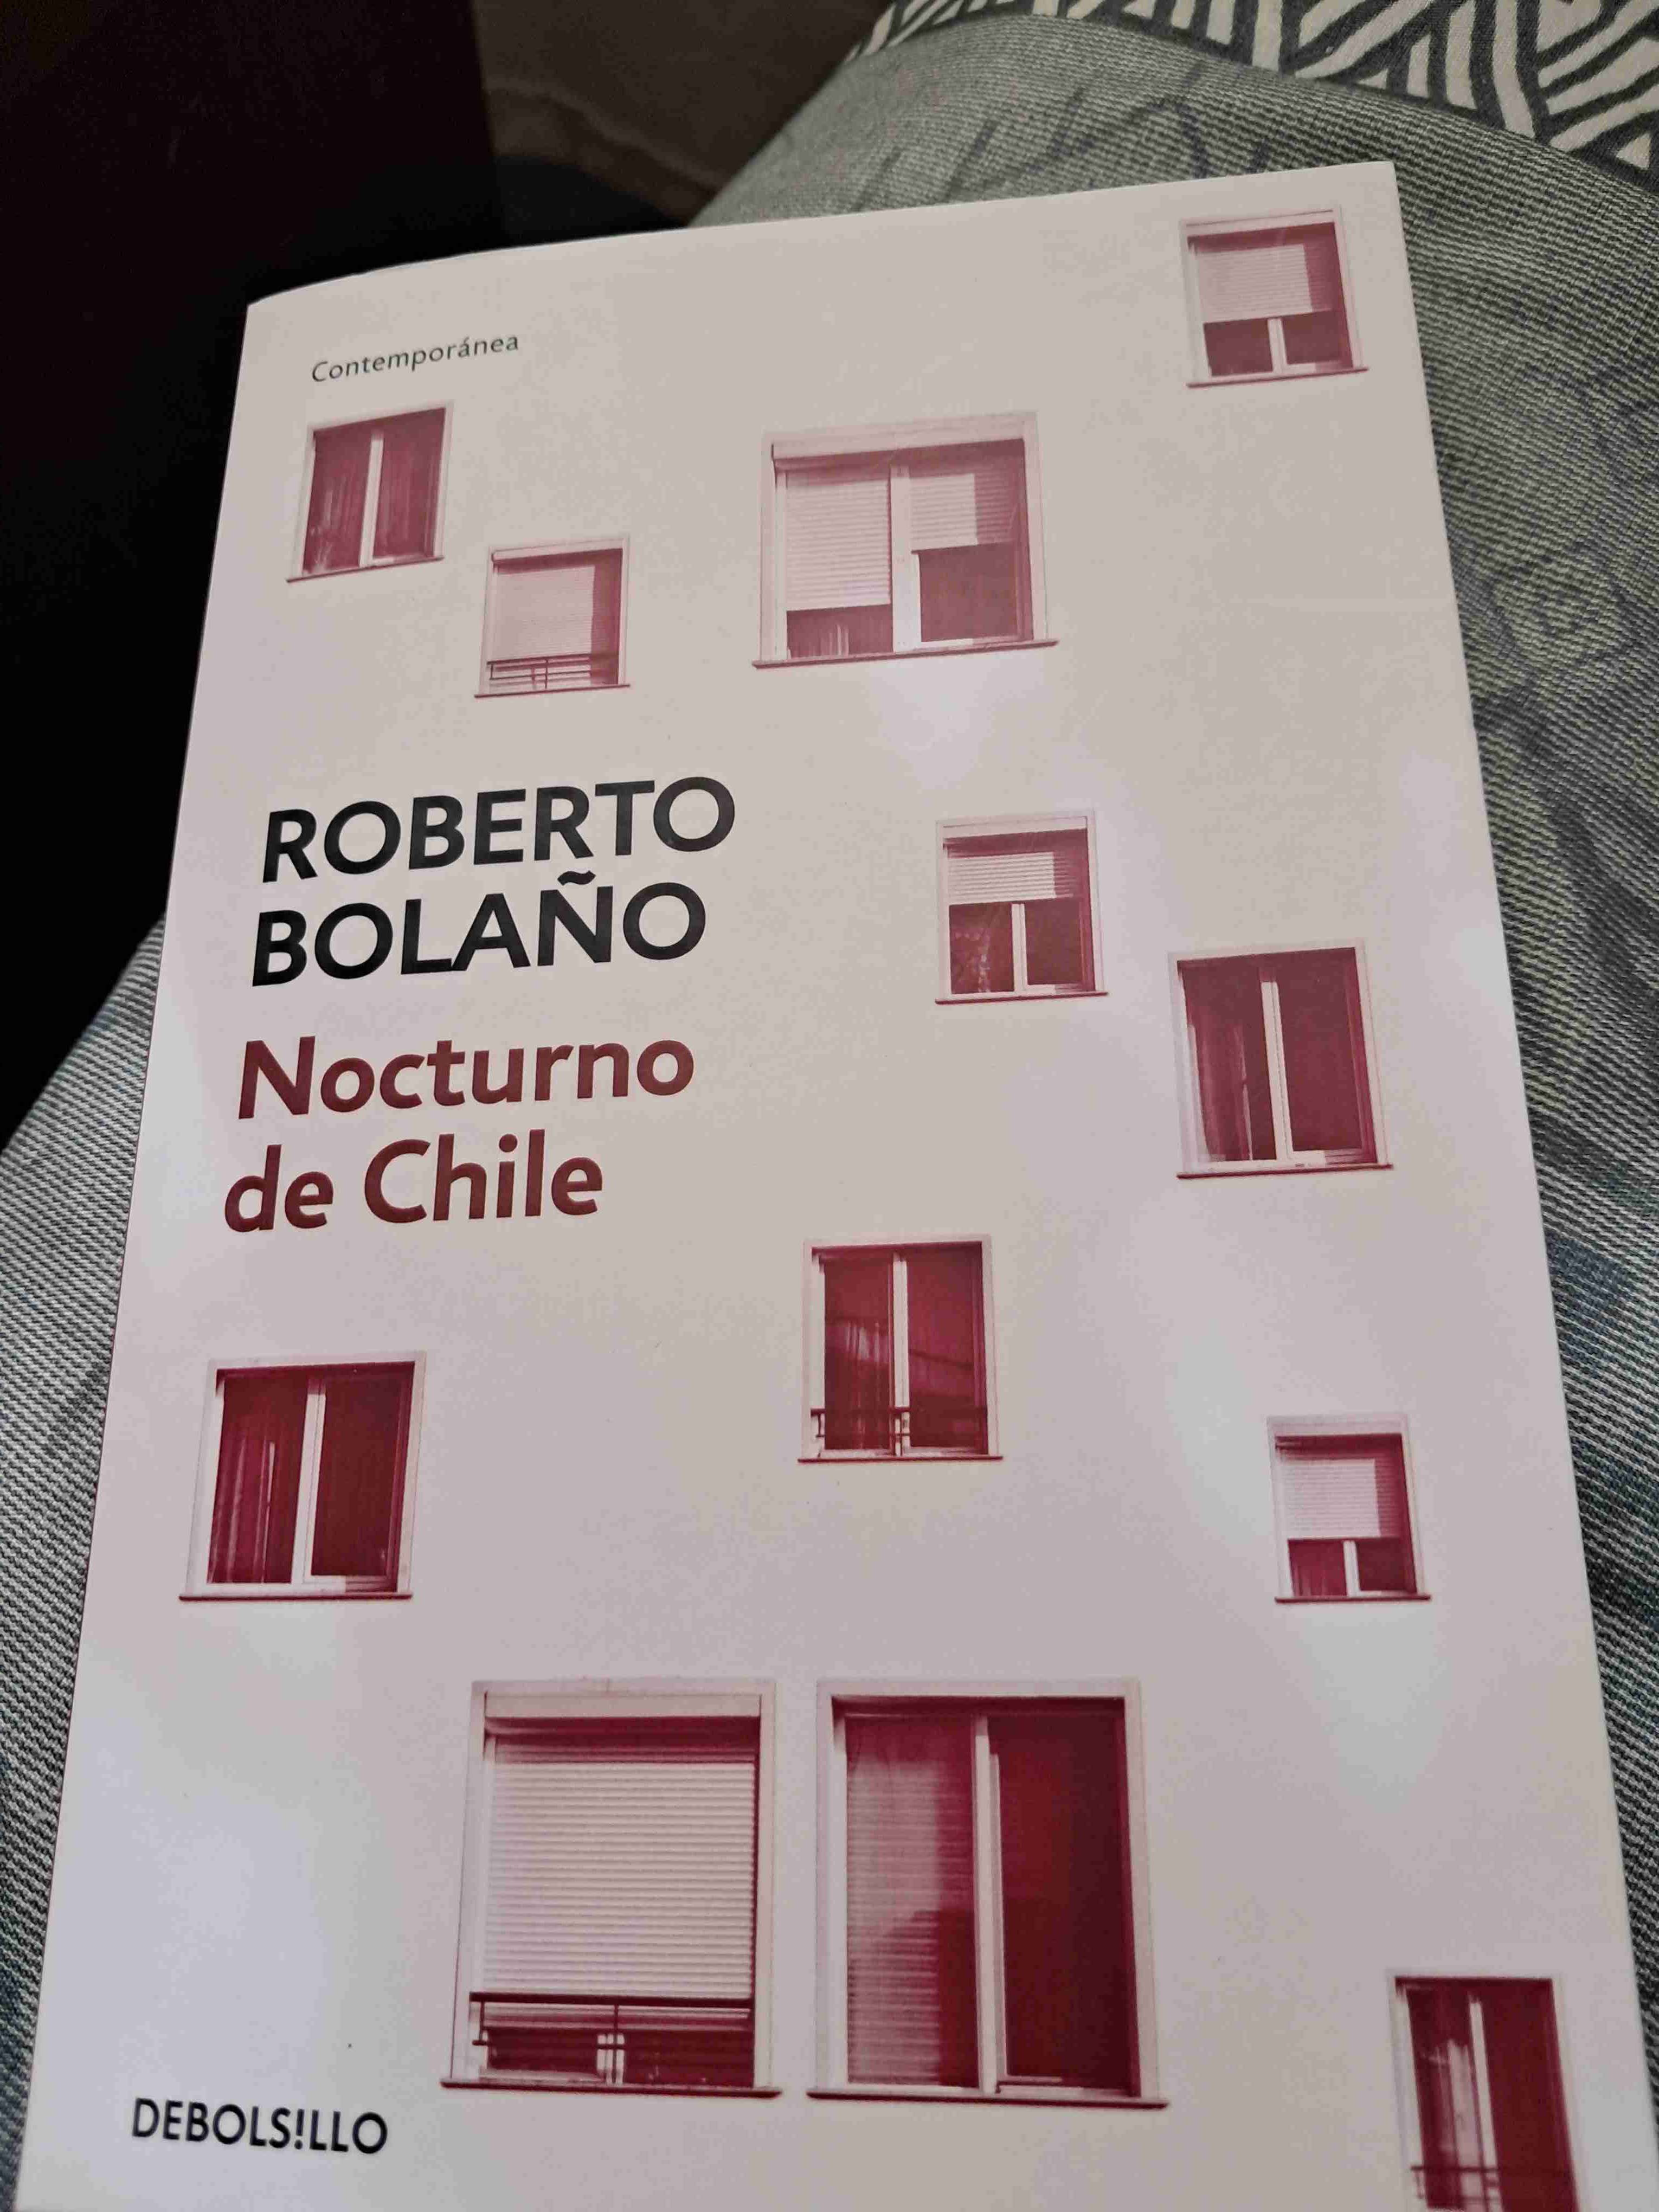 Contemporánea
ROBERTO
BOLAÑO
Nocturno
de Chile
DEBOLS!LLO